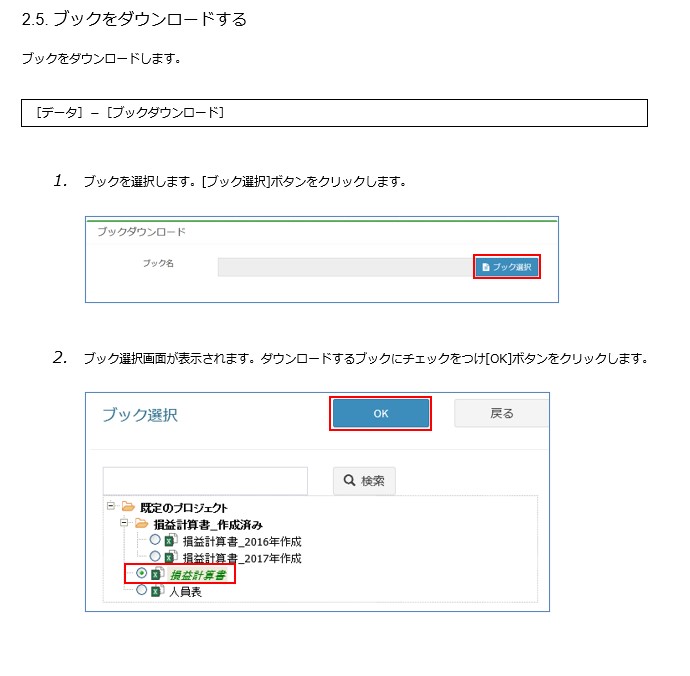 2.5. ブックをダウンロードする
ブックをダウンロードします。
［データ］－［ブックダウンロード］
1. ブックを選択します。[ブック選択]ボタンをクリックします。
ブックダウンロード
ブック名
ブック選択
2. ブック選択画面が表示されます。ダウンロードするブックにチェックをつけ[OK]ボタンをクリックします。
ブック選択
OK
戻る
検索
既定のプロジェクト
損益計算書_作成済み
損益計算書_2016年作成
損益計算書_2017年作成
損益計算書
人員表